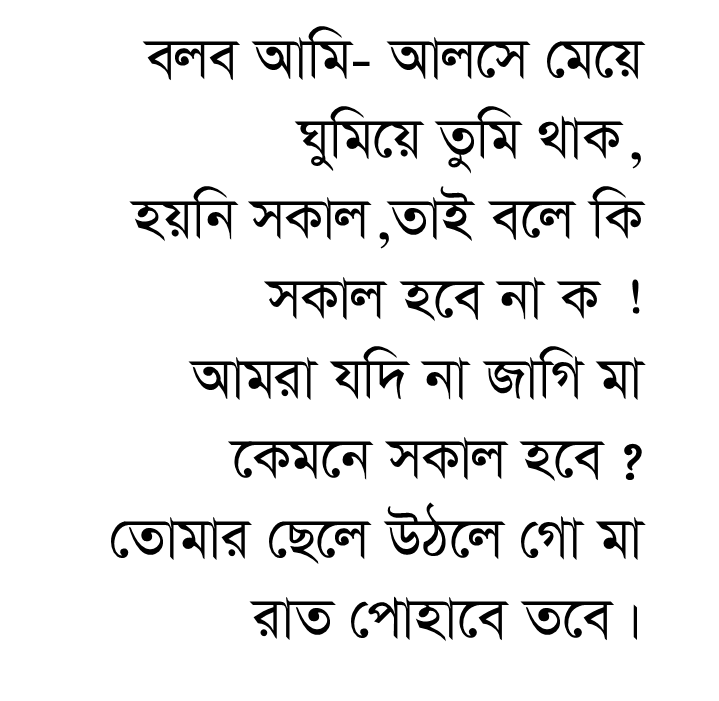 বলব আমি- আলসে মেয়ে
ঘুমিয়ে তুমি থাক,
হয়নি সকাল,তাই বলে কি
সকাল হবে না ক !
আমরা যদি না জাগি মা
কেমনে সকাল হবে ?
তোমার ছেলে উঠলে গো মা
রাত পোহাবে তবে।